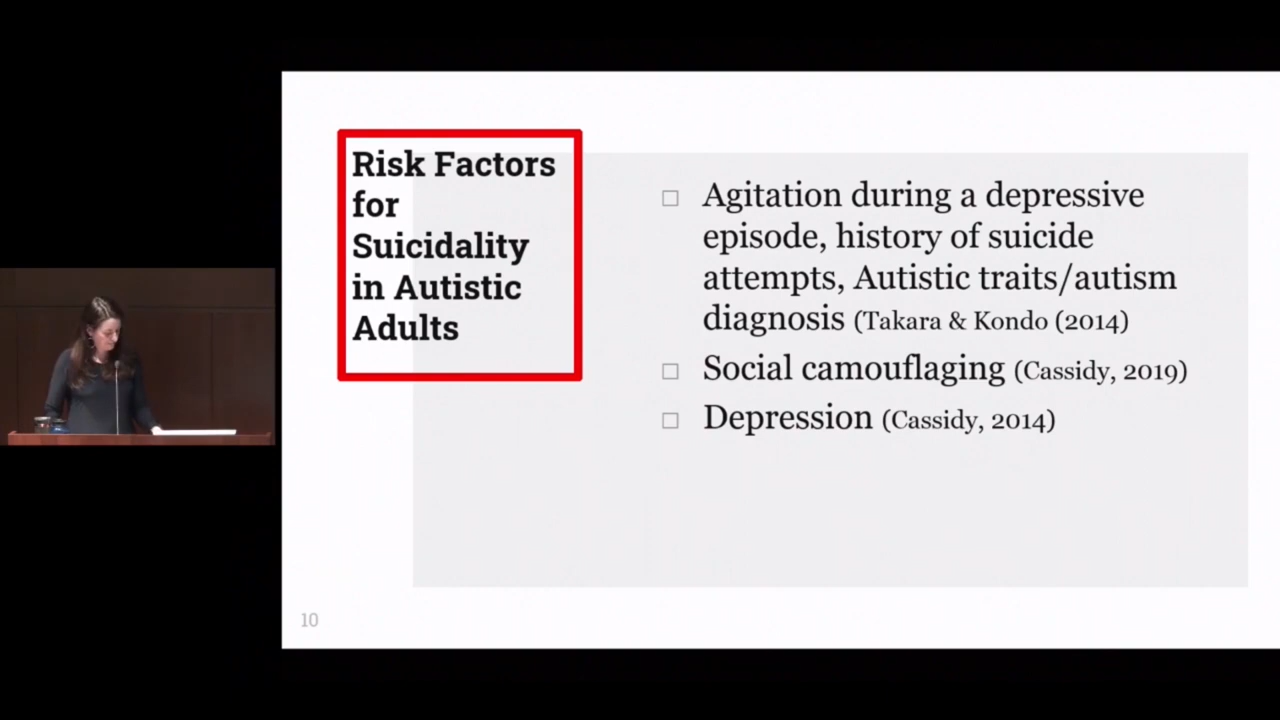 Risk Factors
for
Suicidality
in Autistic
Adults
□ Agitation during a depressive
episode, history of suicide
attempts, Autistic traits/autism
diagnosis (Takara & Kondo (2014)
□ Social camouflaging (Cassidy, 2019)
□ Depression (Cassidy, 2014)
10